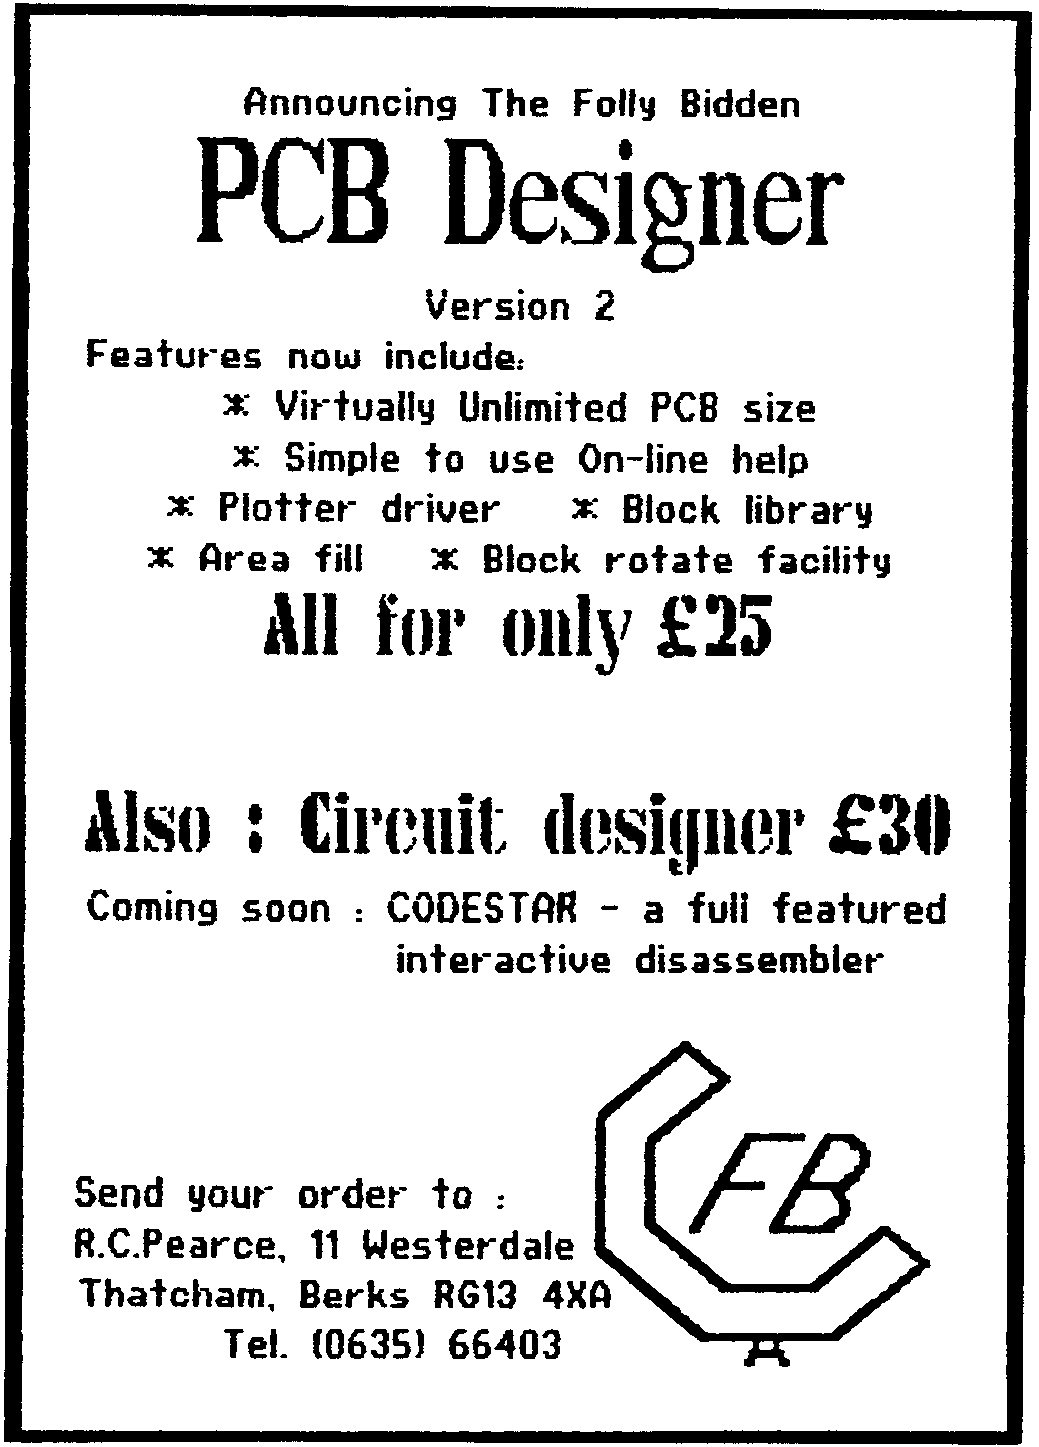 Announcing The Folly Bidden
PCB Designer
Version 2
Features now include:
* Virtually Unlimited PCB size
* Simple to use On-line help
* Plotter driver * Block library
* Area fill * Block rotate facility
All for only £25
Also : Circuit designer £30
Coming soon : CODESTAR - a full featured
interactive disassembler
FB
Send your order to :
R.C.Pearce, 11 Westerdale
Thatcham, Berks RG13 4XA
Tel. (0635) 66403